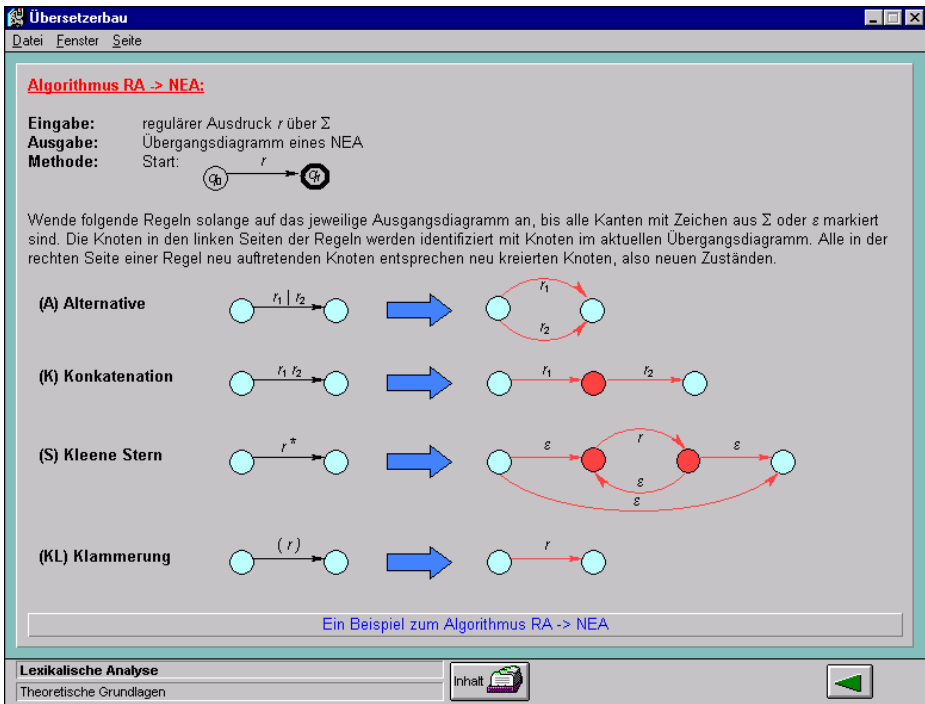 Übersetzerbau
Datei Fenster Seite
Algorithmus RA -> NEA:
Eingabe: regulärer Ausdruck r über Σ
Ausgabe: Übergangsdiagramm eines NEA
Methode: Start: q₀ r q_f
Wende folgende Regeln solange auf das jeweilige Ausgangsdiagramm an, bis alle Kanten mit Zeichen aus Σ oder ε markiert
sind. Die Knoten in den linken Seiten der Regeln werden identifiziert mit Knoten im aktuellen Übergangsdiagramm. Alle in der
rechten Seite einer Regel neu auftretenden Knoten entsprechen neu kreierten Knoten, also neuen Zuständen.
(A) Alternative r₁ | r₂ r₁ r₂
(K) Konkatenation r₁ r₂ r₁ r₂
(S) Kleene Stern r* ε r ε ε ε
(KL) Klammerung (r) r
Ein Beispiel zum Algorithmus RA -> NEA
Lexikalische Analyse
Theoretische Grundlagen
Inhalt